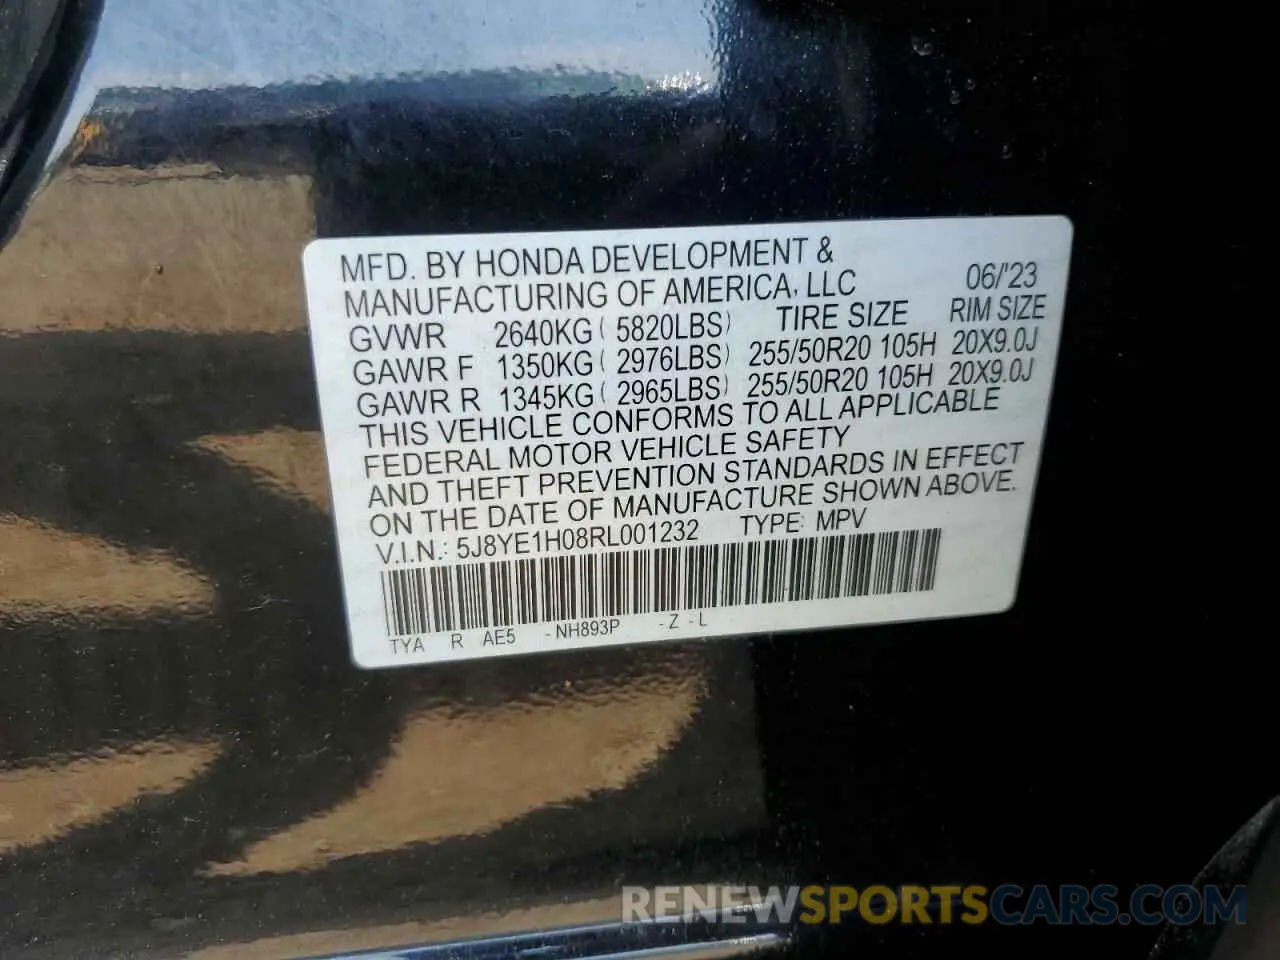 MFD. BY HONDA DEVELOPMENT &
MANUFACTURING OF AMERICA, LLC 06/'23
GVWR 2640KG ( 5820LBS) TIRE SIZE RIM SIZE
GAWR F 1350KG ( 2976LBS) 255/50R20 105H 20X9.0J
GAWR R 1345KG ( 2965LBS) 255/50R20 105H 20X9.0J
THIS VEHICLE CONFORMS TO ALL APPLICABLE
FEDERAL MOTOR VEHICLE SAFETY
AND THEFT PREVENTION STANDARDS IN EFFECT
ON THE DATE OF MANUFACTURE SHOWN ABOVE.
V.I.N.: 5J8YE1H08RL001232 TYPE: MPV
TYA R AE5 - NH893P - Z - L
RENEWSPORTSCARS.COM